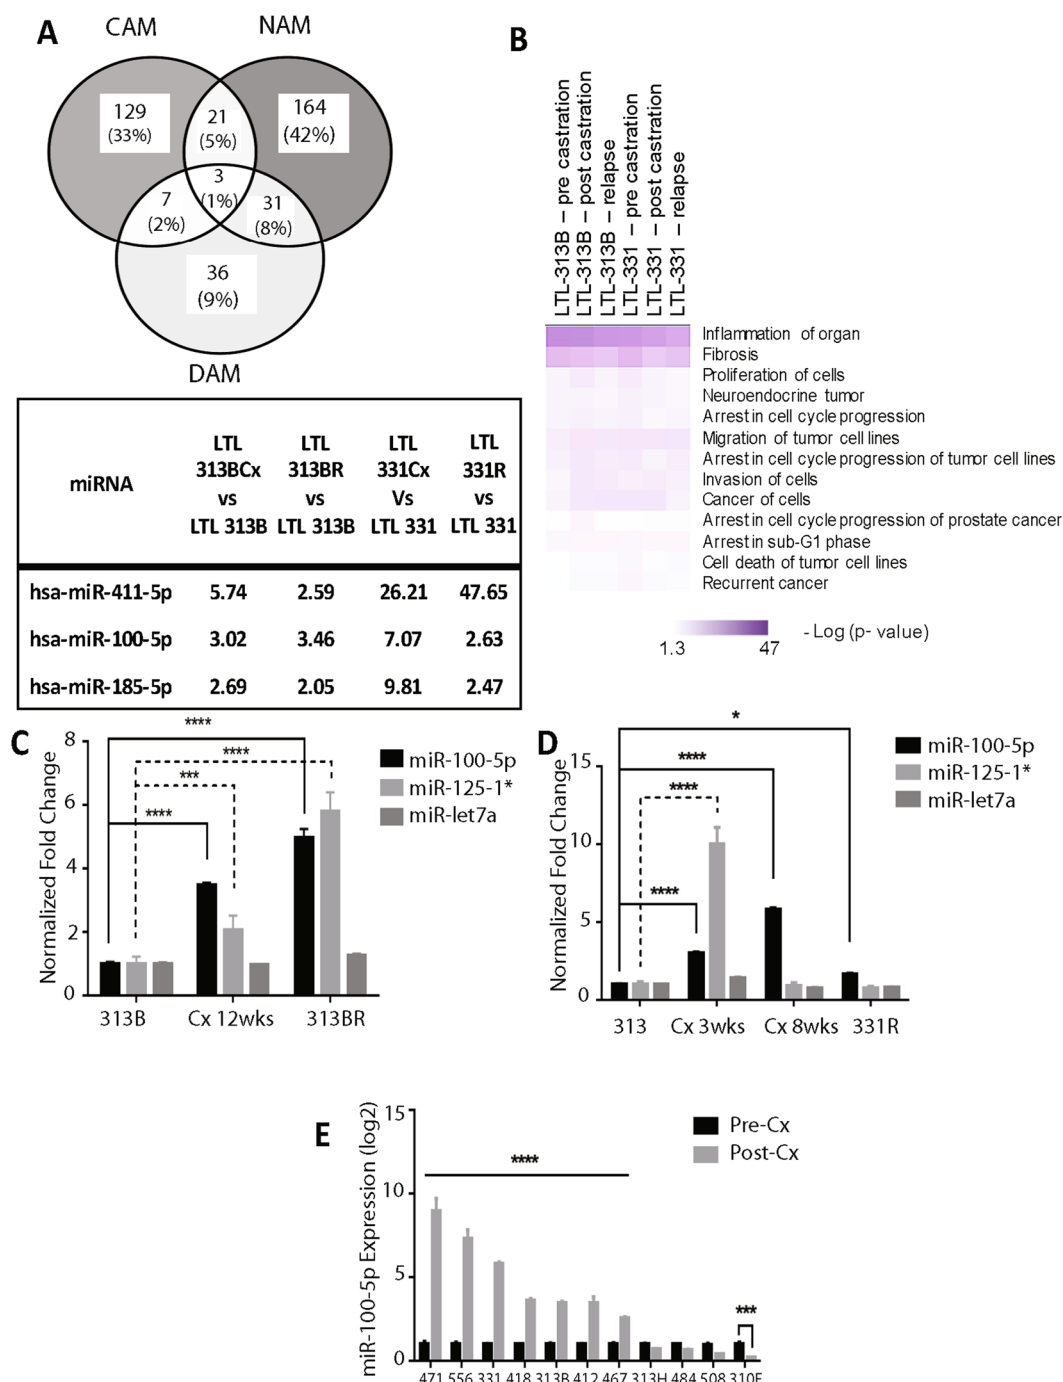 A
CAM
NAM
129
(33%)
21
(5%)
164
(42%)
3
(1%)
7
(2%)
31
(8%)
36
(9%)
DAM
miRNA
LTL
313BCx
vs
LTL 313B
LTL
313BR
vs
LTL 313B
LTL
331Cx
Vs
LTL 331
LTL
331R
vs
LTL 331
hsa-miR-411-5p 5.74 2.59 26.21 47.65
hsa-miR-100-5p 3.02 3.46 7.07 2.63
hsa-miR-185-5p 2.69 2.05 9.81 2.47
B
LTL-313B – pre castration
LTL-313B – post castration
LTL-313B – relapse
LTL-331 – pre castration
LTL-331 – post castration
LTL-331 – relapse
Inflammation of organ
Fibrosis
Proliferation of cells
Neuroendocrine tumor
Arrest in cell cycle progression
Migration of tumor cell lines
Arrest in cell cycle progression of tumor cell lines
Invasion of cells
Cancer of cells
Arrest in cell cycle progression of prostate cancer
Arrest in sub-G1 phase
Cell death of tumor cell lines
Recurrent cancer
1.3 47
- Log (p- value)
C
Normalized Fold Change
8
6
4
2
0
****
****
***
****
313B Cx 12wks 313BR
miR-100-5p
miR-125-1*
miR-let7a
D
Normalized Fold Change
15
10
5
0
*
****
****
****
313 Cx 3wks Cx 8wks 331R
miR-100-5p
miR-125-1*
miR-let7a
E
miR-100-5p Expression (log2)
15
10
5
0
****
***
Pre-Cx
Post-Cx
471 556 331 418 313B 412 467 313H 484 508 310F